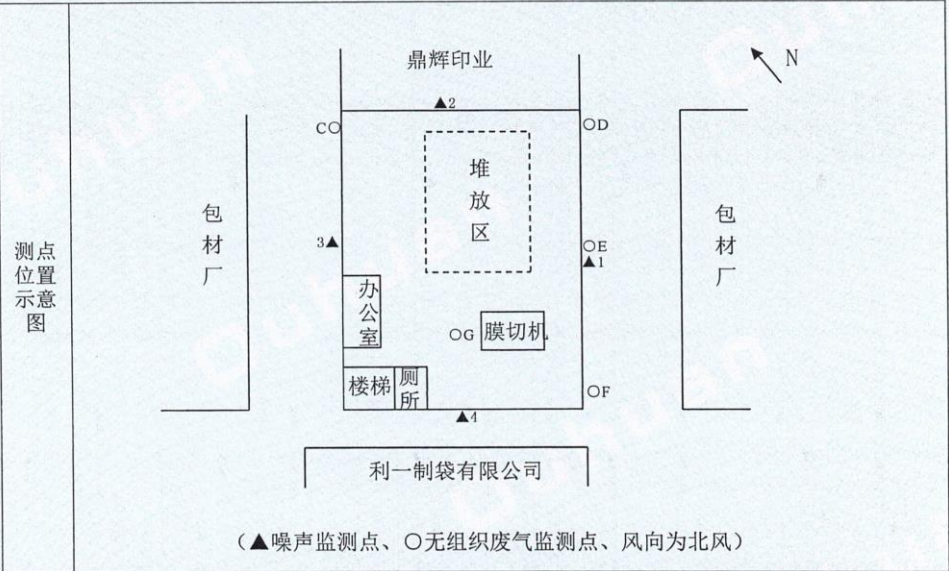 测点
位置
示意
图
鼎辉印业
N
▲2
C○
○D
堆
放
区
包
材
厂
3▲
○E
▲1
包
材
厂
办
公
室
○G
膜切机
楼梯
厕
所
○F
▲4
利一制袋有限公司
（▲噪声监测点、○无组织废气监测点、风向为北风）